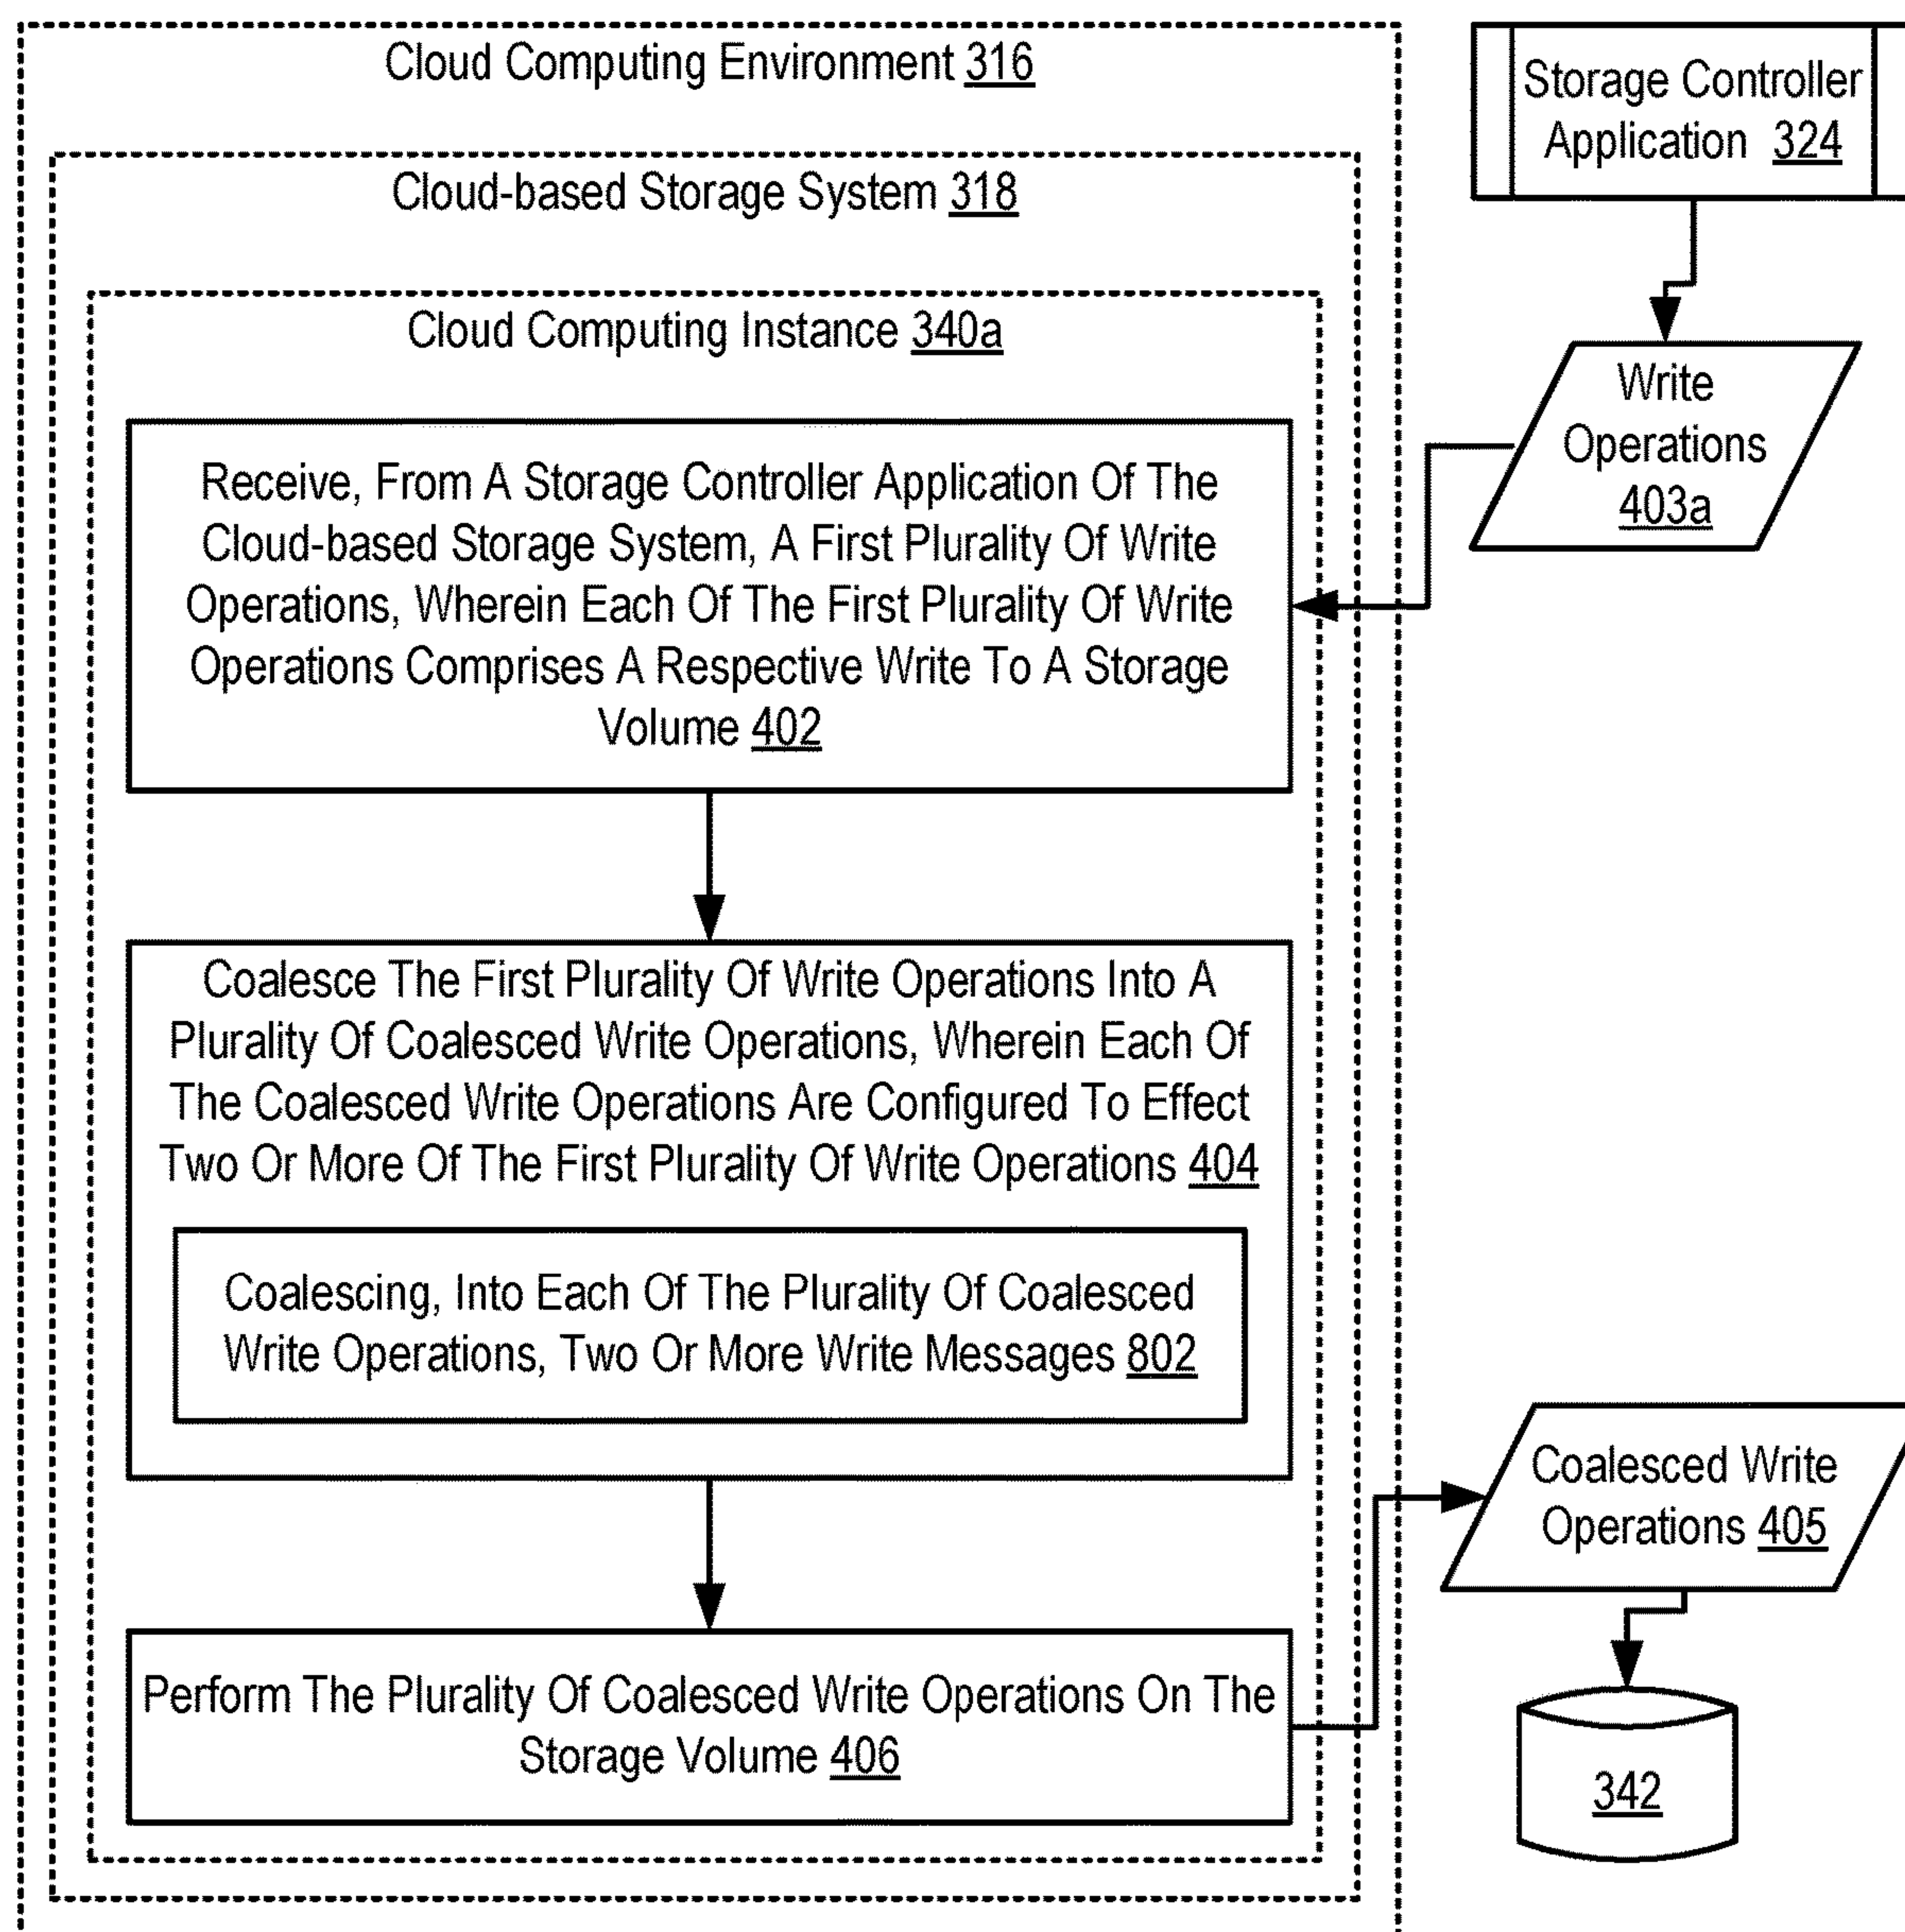 Cloud Computing Environment 316
Cloud-based Storage System 318
Cloud Computing Instance 340a
Receive, From A Storage Controller Application Of The
Cloud-based Storage System, A First Plurality Of Write
Operations, Wherein Each Of The First Plurality Of Write
Operations Comprises A Respective Write To A Storage
Volume 402
Coalesce The First Plurality Of Write Operations Into A
Plurality Of Coalesced Write Operations, Wherein Each Of
The Coalesced Write Operations Are Configured To Effect
Two Or More Of The First Plurality Of Write Operations 404
Coalescing, Into Each Of The Plurality Of Coalesced
Write Operations, Two Or More Write Messages 802
Perform The Plurality Of Coalesced Write Operations On The
Storage Volume 406
Storage Controller
Application 324
Write
Operations
403a
Coalesced Write
Operations 405
342